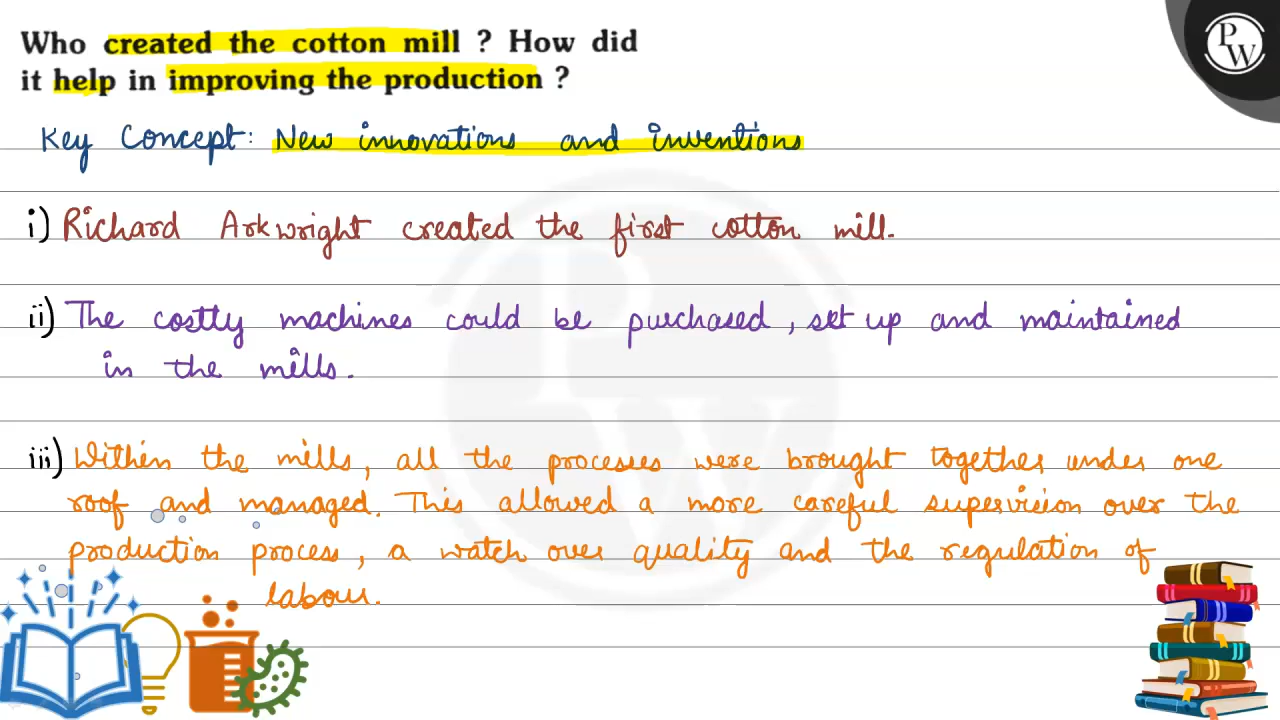 Who created the cotton mill ? How did
it help in improving the production ?
Key Concept: New innovations and inventions
i) Richard Arkwright created the first cotton mill.
ii) The costly machines could be purchased, set up and maintained
in the mills.
iii) Within the mills, all the processes were brought together under one
roof and managed. This allowed a more careful supervision over the
production process, a watch over quality and the regulation of
labour.
PW
PW